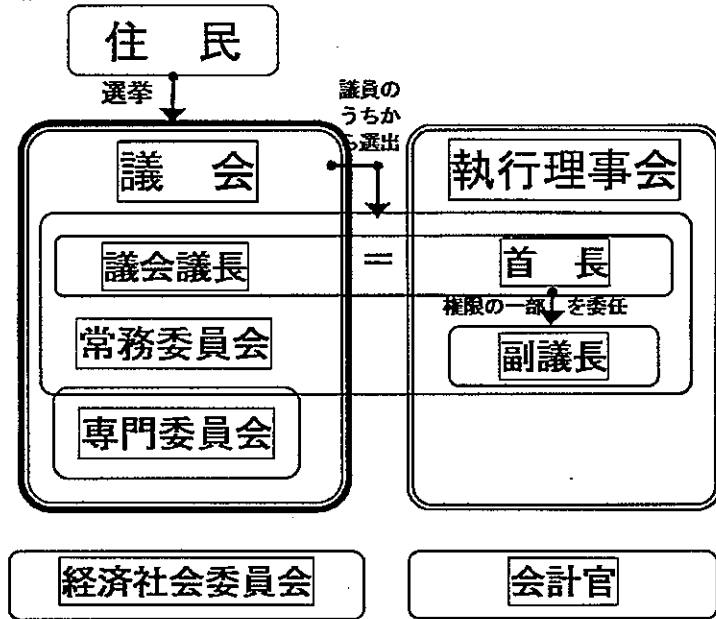 住　民
選挙
議員の
うちか
ら選出
議　会
執行理事会
議会議長
＝
首　長
権限の一部を委任
常務委員会
副議長
専門委員会
経済社会委員会
会計官